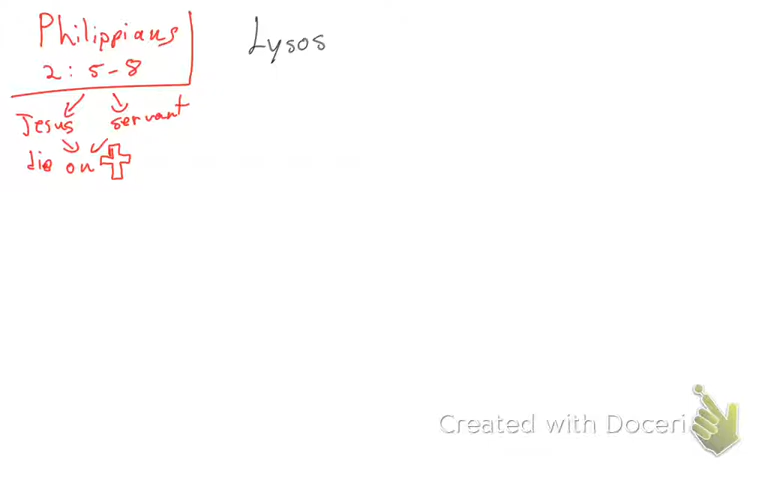 Philippians
2 : 5 - 8
Jesus servant
die on
Lysos
Created with Doceri